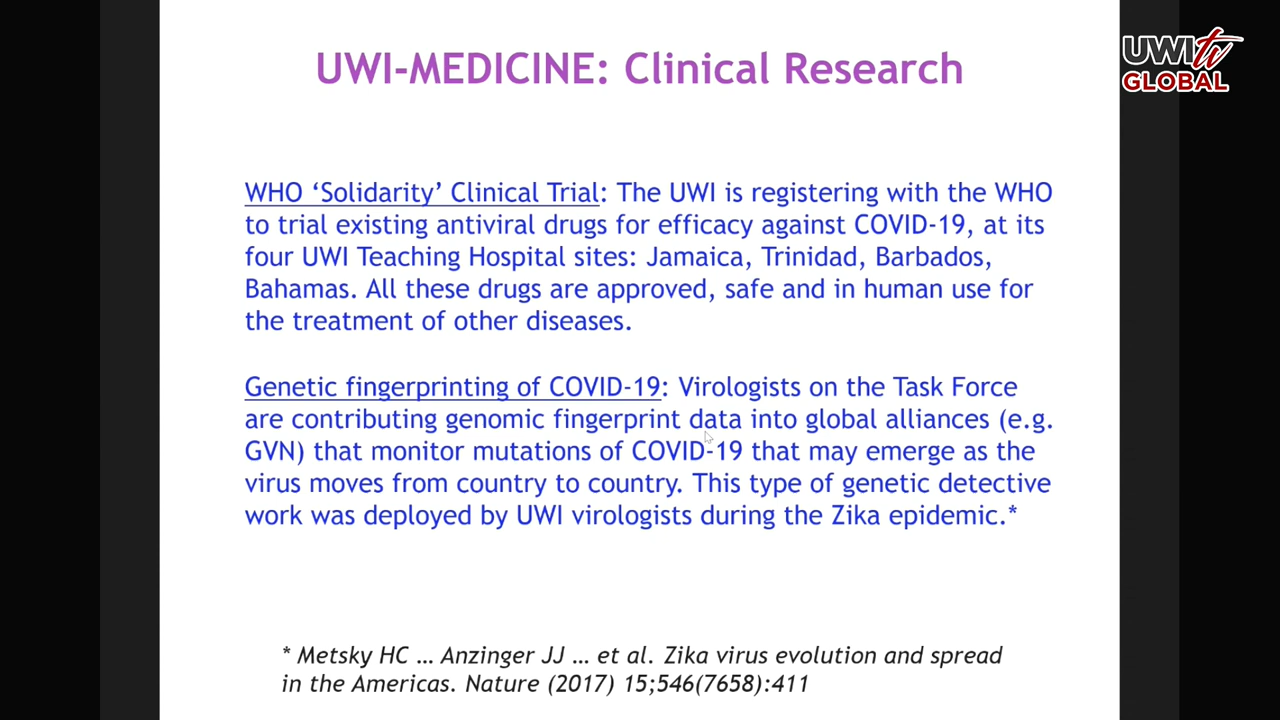 UWI-MEDICINE: Clinical Research
UWI tv
GLOBAL
WHO ‘Solidarity’ Clinical Trial: The UWI is registering with the WHO
to trial existing antiviral drugs for efficacy against COVID-19, at its
four UWI Teaching Hospital sites: Jamaica, Trinidad, Barbados,
Bahamas. All these drugs are approved, safe and in human use for
the treatment of other diseases.
Genetic fingerprinting of COVID-19: Virologists on the Task Force
are contributing genomic fingerprint data into global alliances (e.g.
GVN) that monitor mutations of COVID-19 that may emerge as the
virus moves from country to country. This type of genetic detective
work was deployed by UWI virologists during the Zika epidemic.*
* Metsky HC … Anzinger JJ … et al. Zika virus evolution and spread
in the Americas. Nature (2017) 15;546(7658):411